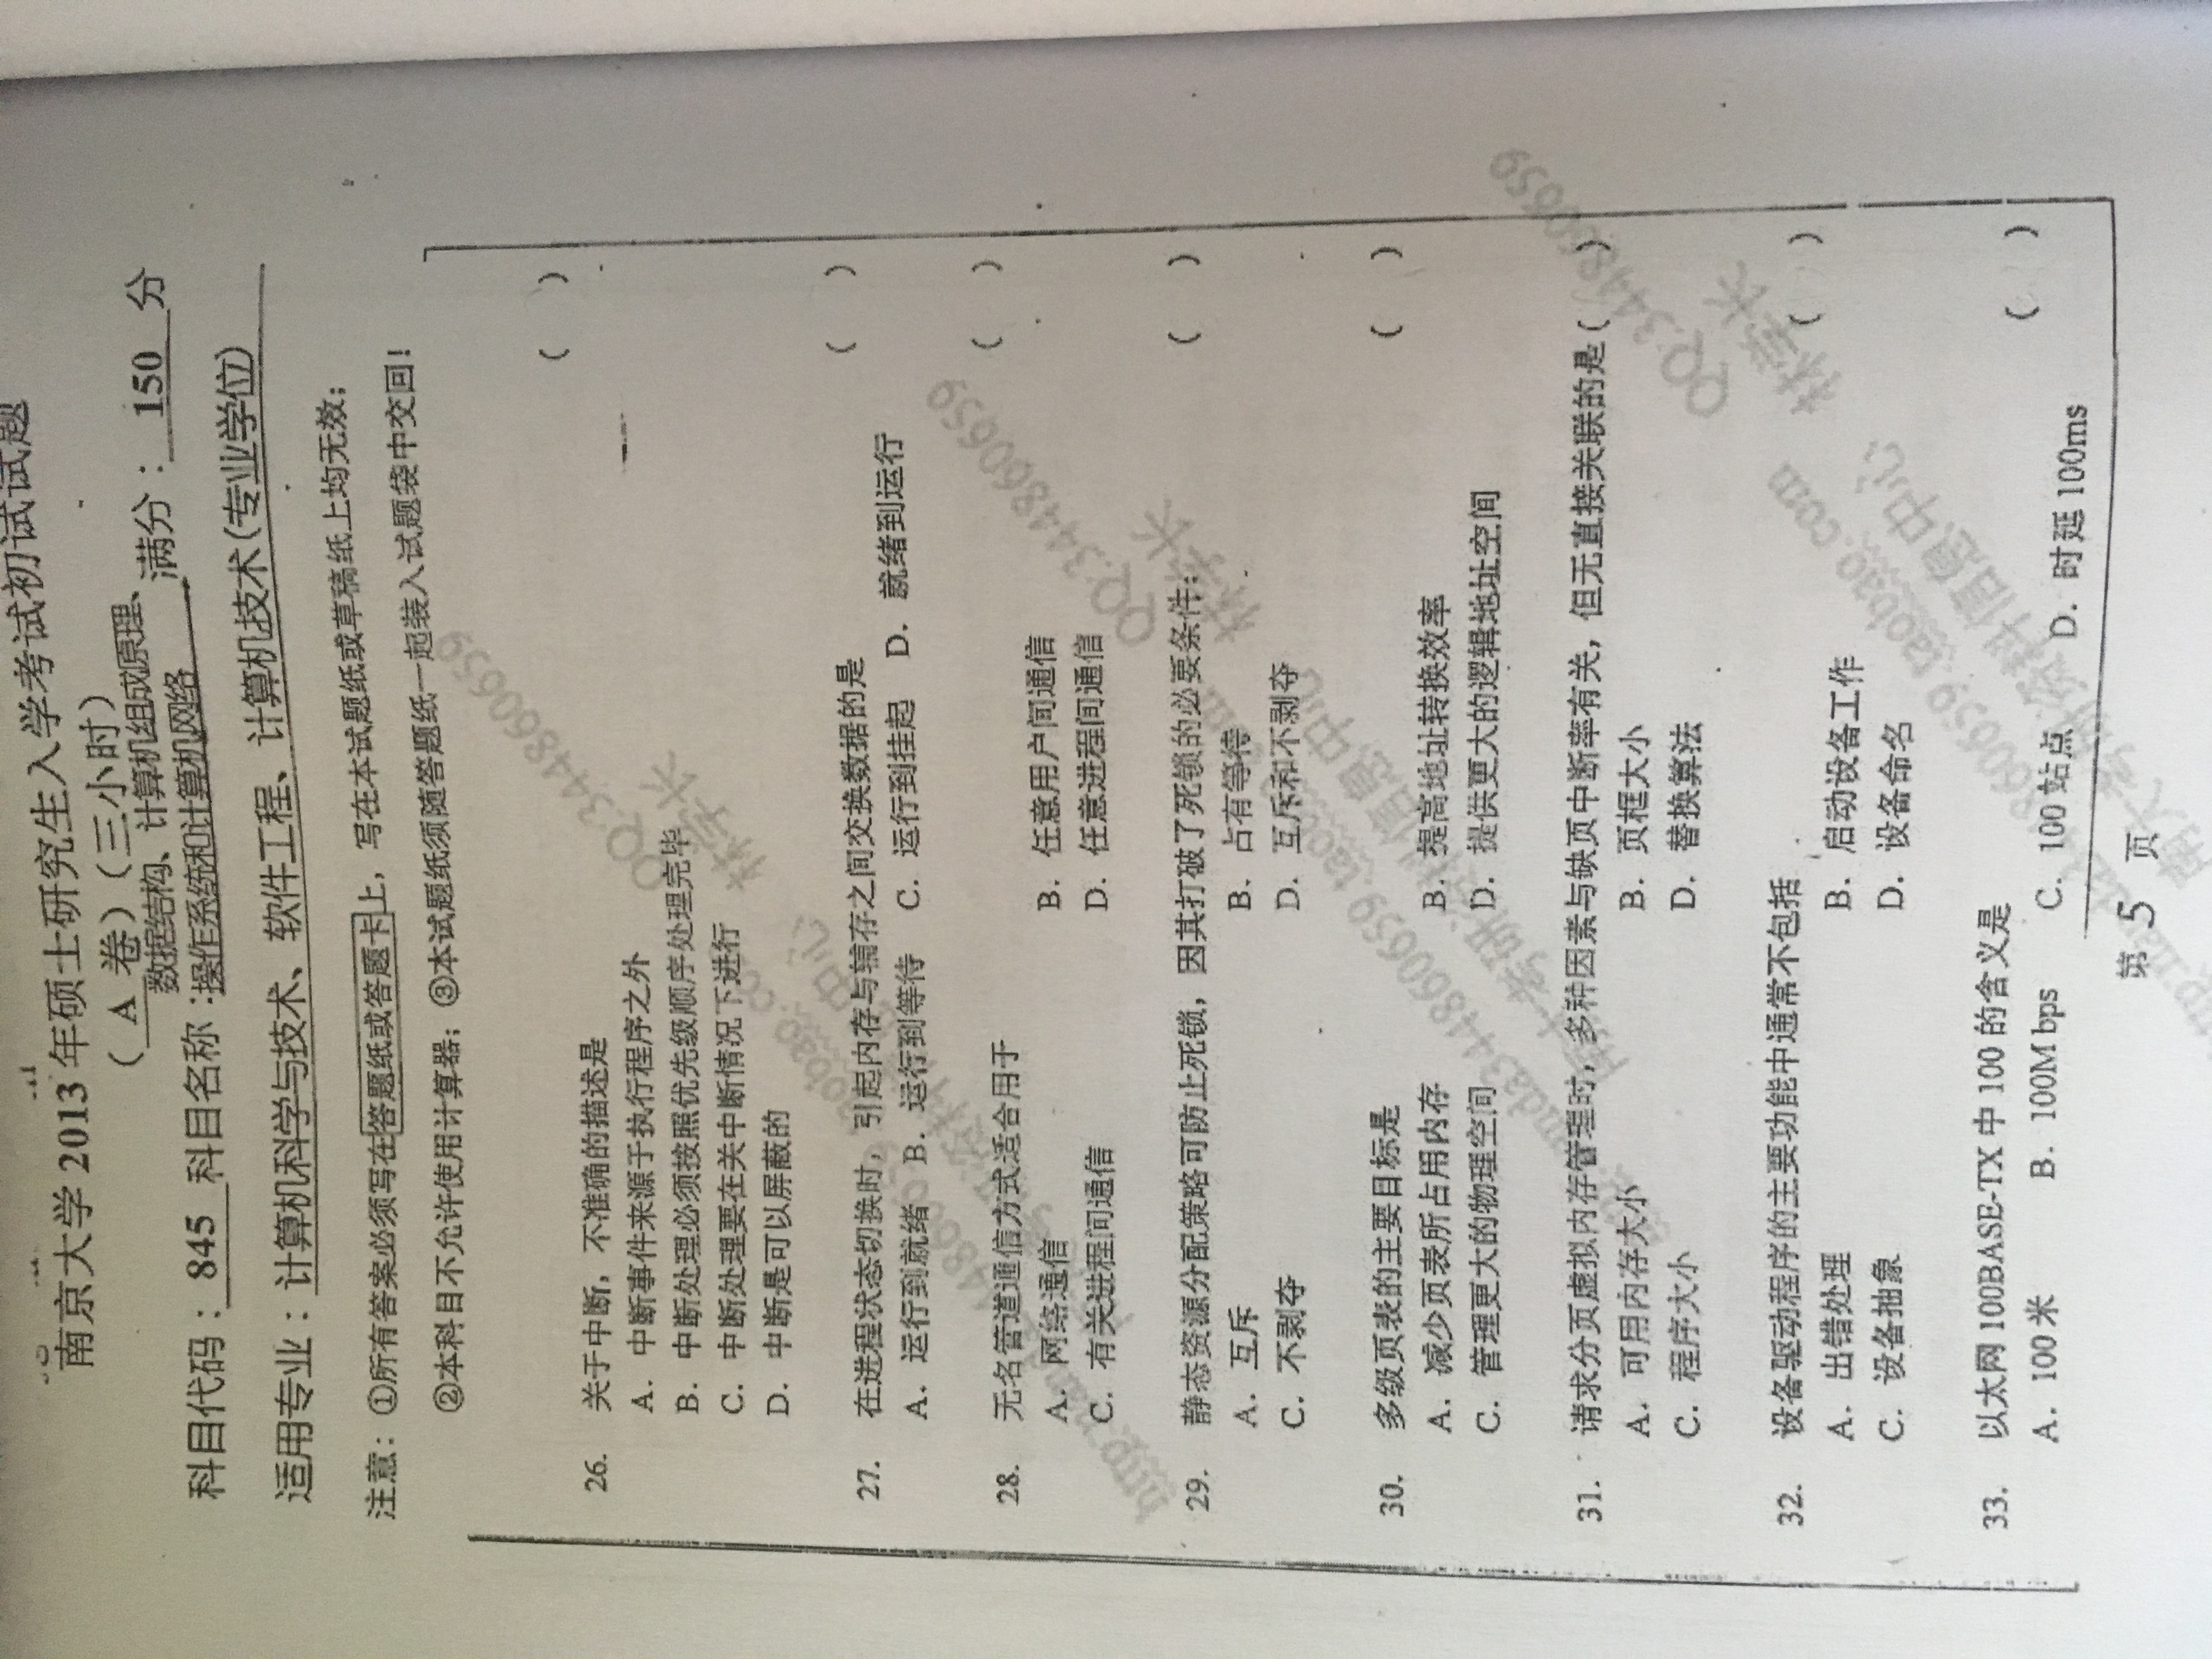 南京大学 2013 年硕士研究生入学考试初试试题
（ A 卷）（三小时）
数据结构、计算机组成原理、
科目代码： 845 科目名称：操作系统和计算机网络 满分： 150 分
适用专业：计算机科学与技术、软件工程、计算机技术(专业学位)
注意：①所有答案必须写在答题纸或答题卡上，写在本试题纸或草稿纸上均无效；
②本科目不允许使用计算器；③本试题纸须随答题纸一起装入试题袋中交回！
26. 关于中断，不准确的描述是 （ ）
A. 中断事件来源于执行程序之外
B. 中断处理必须按照优先级顺序处理完毕
C. 中断处理要在关中断情况下进行
D. 中断是可以屏蔽的
27. 在进程状态切换时，引起内存与辅存之间交换数据的是 （ ）
A. 运行到就绪 B. 运行到等待 C. 运行到挂起 D. 就绪到运行
28. 无名管道通信方式适合用于 （ ）
A. 网络通信 B. 任意用户间通信
C. 有关进程间通信 D. 任意进程间通信
29. 静态资源分配策略可防止死锁，因其打破了死锁的必要条件： （ ）
A. 互斥 B. 占有等待
C. 不剥夺 D. 互斥和不剥夺
30. 多级页表的主要目标是 （ ）
A. 减少页表所占用内存 B. 提高地址转换效率
C. 管理更大的物理空间 D. 提供更大的逻辑地址空间
31. 请求分页虚拟内存管理时，多种因素与缺页中断率有关，但无直接关联的是（ ）
A. 可用内存大小 B. 页框大小
C. 程序大小 D. 替换算法
32. 设备驱动程序的主要功能中通常不包括 （ ）
A. 出错处理 B. 启动设备工作
C. 设备抽象 D. 设备命名
33. 以太网 100BASE-TX 中 100 的含义是 （ ）
A. 100 米 B. 100M bps C. 100 站点 D. 时延 100ms
第 5 页
QQ:344860659
林学长
QQ:344860659
林学长
QQ:344860659
林学长